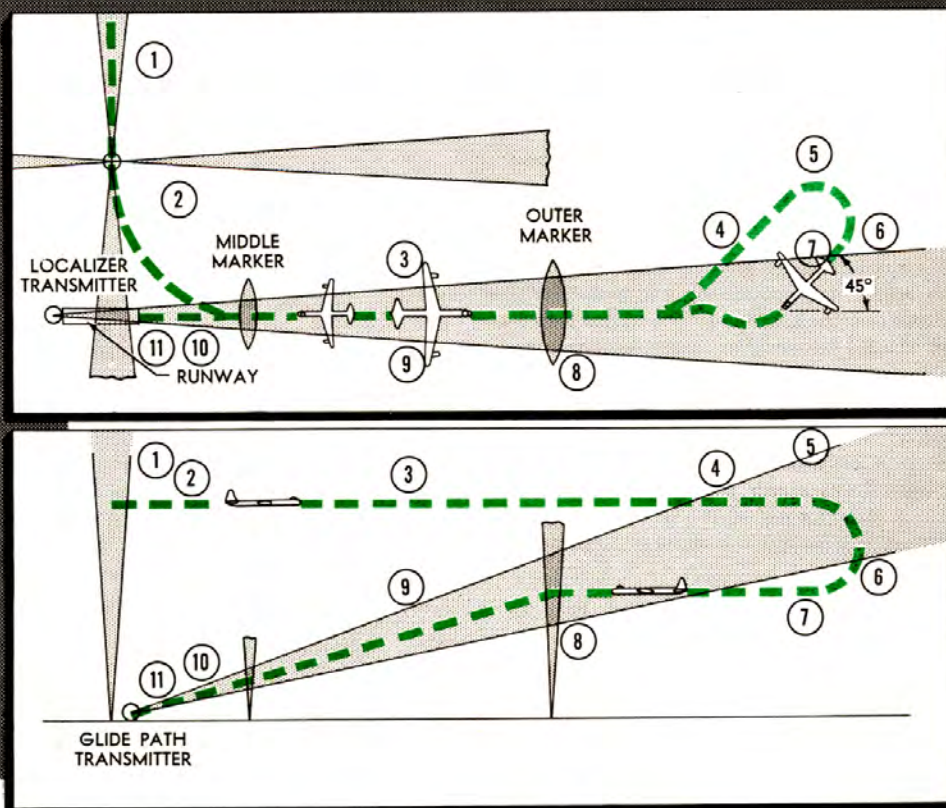 1
2
5
OUTER
MARKER
4
6
MIDDLE
MARKER
3
7
LOCALIZER
TRANSMITTER
45°
11
10
9
8
RUNWAY
1
2
3
4
5
9
6
7
8
10
11
GLIDE PATH
TRANSMITTER